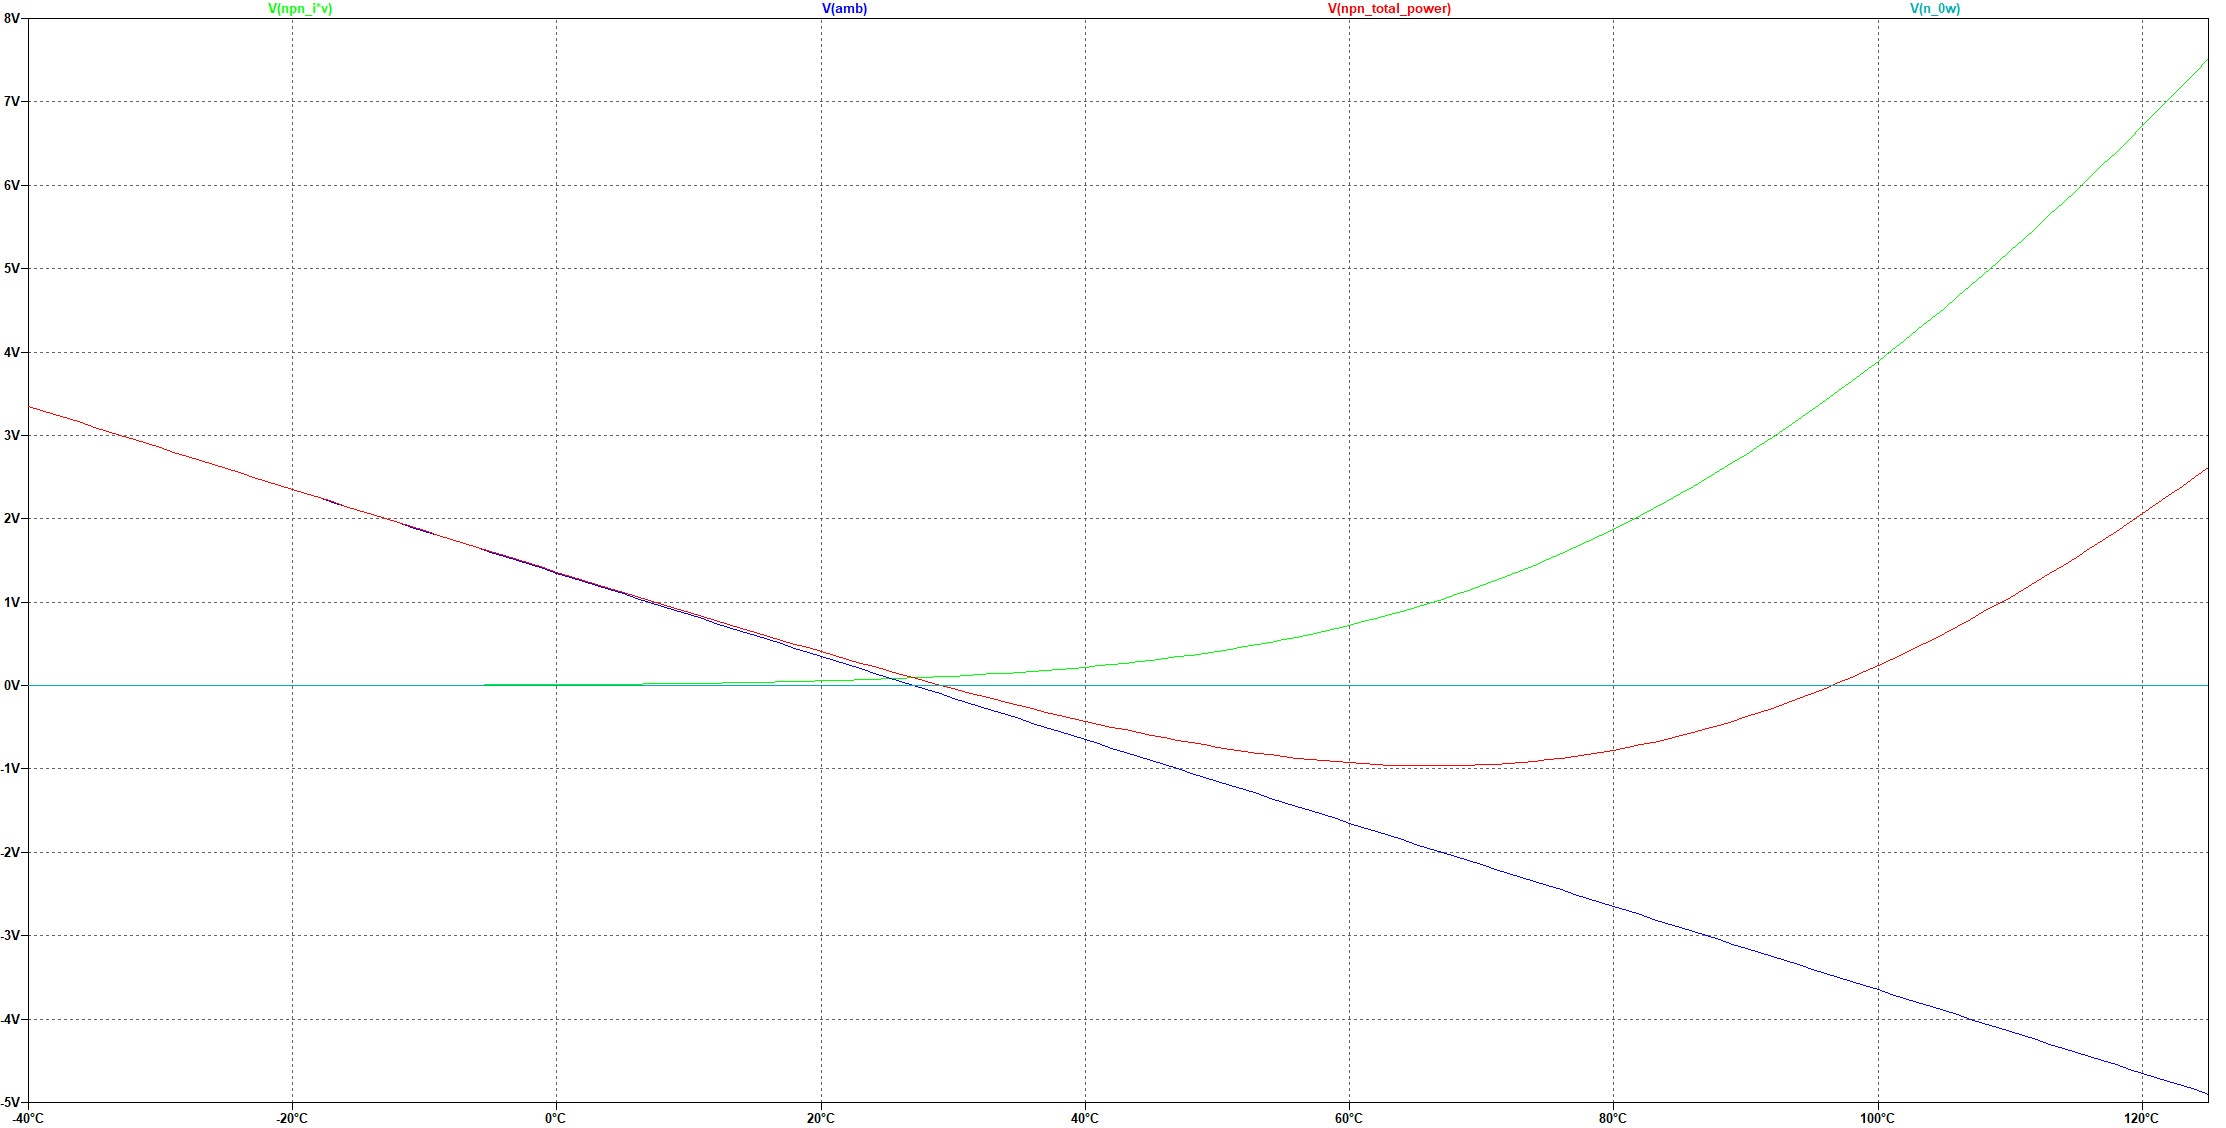 V(npn_i*v) V(amb) V(npn_total_power) V(n_0w)
8V
7V
6V
5V
4V
3V
2V
1V
0V
-1V
-2V
-3V
-4V
-5V
-40°C -20°C 0°C 20°C 40°C 60°C 80°C 100°C 120°C